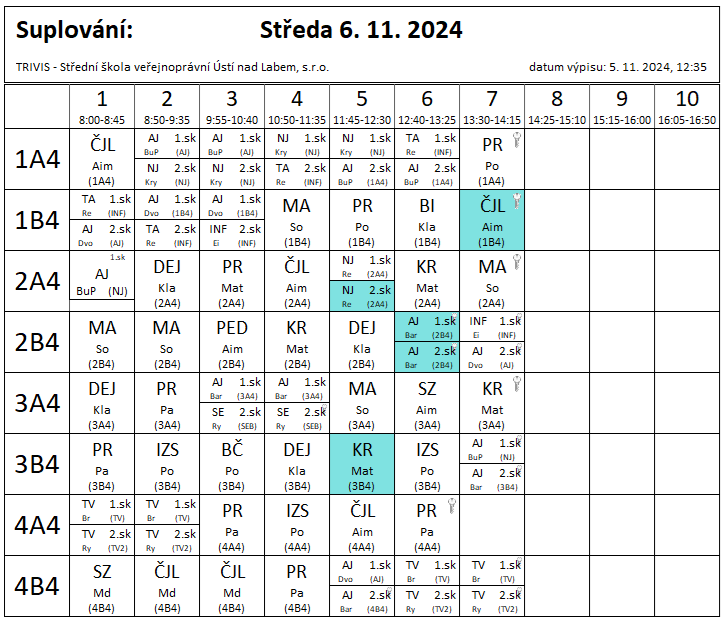 Suplování: Středa 6. 11. 2024
TRIVIS - Střední škola veřejnoprávní Ústí nad Labem, s.r.o. datum výpisu: 5. 11. 2024, 12:35
1 2 3 4 5 6 7 8 9 10
8:00-8:45 8:50-9:35 9:55-10:40 10:50-11:35 11:45-12:30 12:40-13:25 13:30-14:15 14:25-15:10 15:15-16:00 16:05-16:50
1A4
ČJL Aim (1A4)
AJ 1.sk BuP (AJ)
NJ 2.sk Kry (NJ)
AJ 1.sk BuP (AJ)
NJ 2.sk Kry (NJ)
NJ 1.sk Kry (NJ)
TA 2.sk Re (INF)
NJ 1.sk Kry (NJ)
AJ 2.sk BuP (1A4)
TA 1.sk Re (INF)
AJ 2.sk BuP (1A4)
PR Po (1A4)
1B4
TA 1.sk Re (INF)
AJ 2.sk Dvo (AJ)
AJ 1.sk Dvo (1B4)
TA 2.sk Re (INF)
AJ 1.sk Dvo (1B4)
INF 2.sk Ei (INF)
MA So (1B4)
PR Po (1B4)
BI Kla (1B4)
ČJL Aim (1B4)
2A4
1.sk AJ BuP (NJ)
DEJ Kla (2A4)
PR Mat (2A4)
ČJL Aim (2A4)
NJ 1.sk Re (2A4)
NJ 2.sk Re (2A4)
KR Mat (2A4)
MA So (2A4)
2B4
MA So (2B4)
MA So (2B4)
PED Aim (2B4)
KR Mat (2B4)
DEJ Kla (2B4)
AJ 1.sk Bar (2B4)
AJ 2.sk Bar (2B4)
INF 1.sk Ei (INF)
AJ 2.sk Dvo (AJ)
3A4
DEJ Kla (3A4)
PR Pa (3A4)
AJ 1.sk Bar (3A4)
SE 2.sk Ry (SEB)
AJ 1.sk Bar (3A4)
SE 2.sk Ry (SEB)
MA So (3A4)
SZ Aim (3A4)
KR Mat (3A4)
3B4
PR Pa (3B4)
IZS Po (3B4)
BČ Po (3B4)
DEJ Kla (3B4)
KR Mat (3B4)
IZS Po (3B4)
AJ 1.sk BuP (NJ)
AJ 2.sk Bar (3B4)
4A4
TV 1.sk Br (TV)
TV 2.sk Ry (TV2)
TV 1.sk Br (TV)
TV 2.sk Ry (TV2)
PR Pa (4A4)
IZS Po (4A4)
ČJL Aim (4A4)
PR Pa (4A4)
4B4
SZ Md (4B4)
ČJL Md (4B4)
ČJL Md (4B4)
PR Pa (4B4)
AJ 1.sk Dvo (AJ)
AJ 2.sk Bar (4B4)
TV 1.sk Br (TV)
TV 2.sk Ry (TV2)
TV 1.sk Br (TV)
TV 2.sk Ry (TV2)